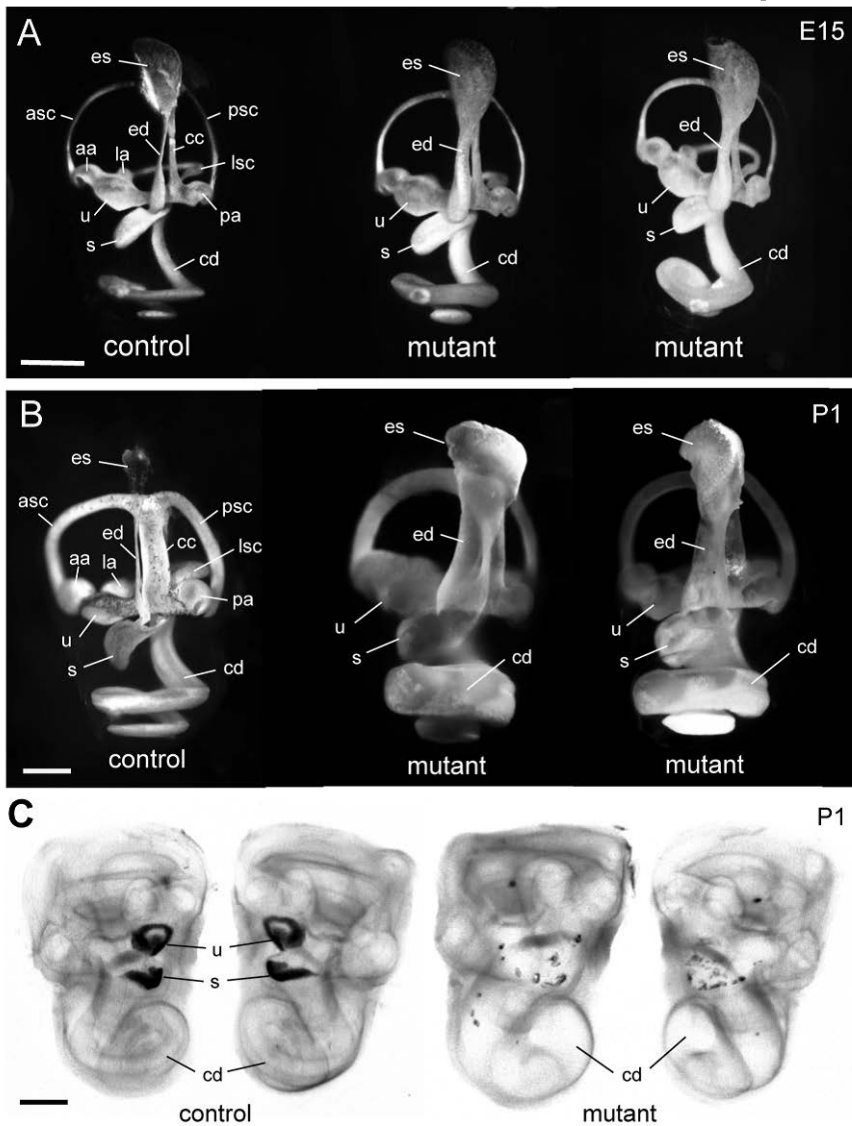 A
E15
es
es
es
asc
psc
ed
cc
aa
la
lsc
u
pa
s
cd
control
ed
u
s
cd
mutant
ed
u
s
cd
mutant
B
P1
es
asc
psc
ed
cc
lsc
aa
la
pa
u
s
cd
control
es
ed
u
s
cd
mutant
es
ed
u
s
cd
mutant
C
P1
u
s
cd
control
cd
mutant